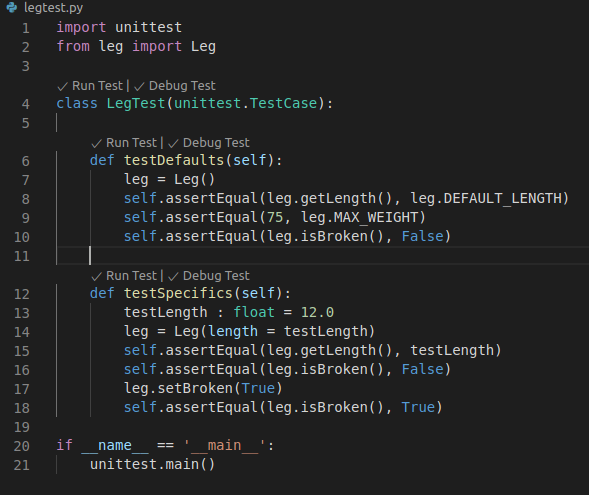 legtest.py
1 import unittest
2 from leg import Leg
3
✓ Run Test | ✓ Debug Test
4 class LegTest(unittest.TestCase):
5
✓ Run Test | ✓ Debug Test
6 def testDefaults(self):
7 leg = Leg()
8 self.assertEqual(leg.getLength(), leg.DEFAULT_LENGTH)
9 self.assertEqual(75, leg.MAX_WEIGHT)
10 self.assertEqual(leg.isBroken(), False)
11
✓ Run Test | ✓ Debug Test
12 def testSpecifics(self):
13 testLength : float = 12.0
14 leg = Leg(length = testLength)
15 self.assertEqual(leg.getLength(), testLength)
16 self.assertEqual(leg.isBroken(), False)
17 leg.setBroken(True)
18 self.assertEqual(leg.isBroken(), True)
19
20 if __name__ == '__main__':
21 unittest.main()